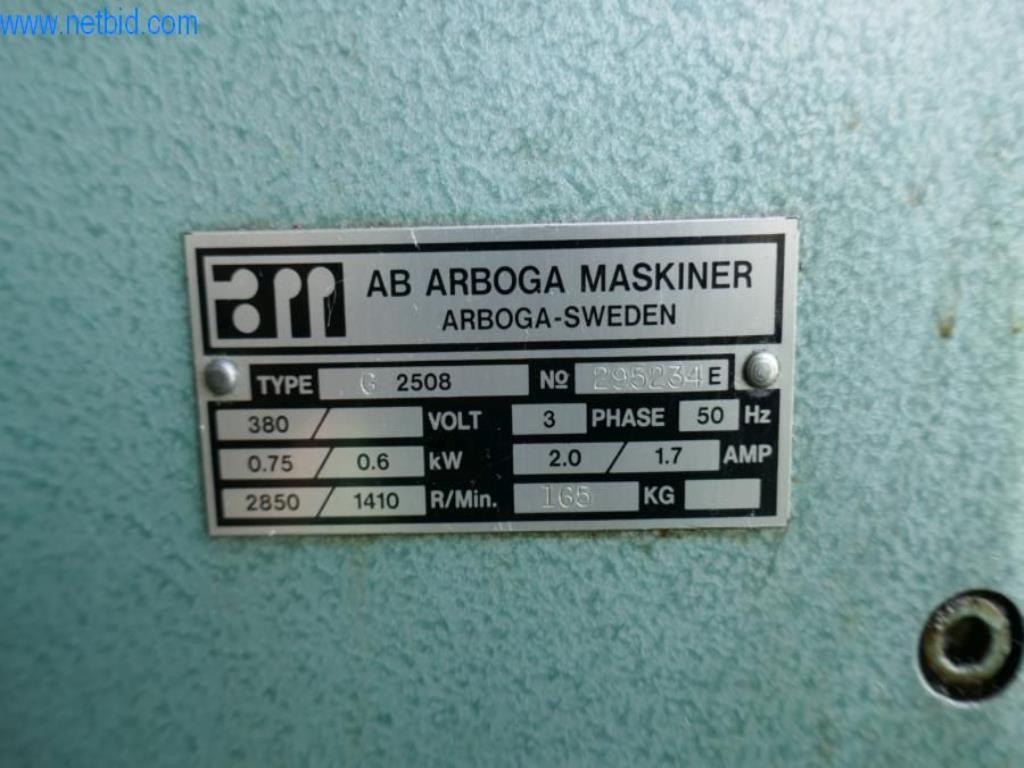 www.netbid.com
am AB ARBOGA MASKINER
ARBOGA-SWEDEN
TYPE G 2508 No 295234 E
380 / VOLT 3 PHASE 50 Hz
0.75 / 0.6 kW 2.0 / 1.7 AMP
2850 / 1410 R/Min. 165 KG